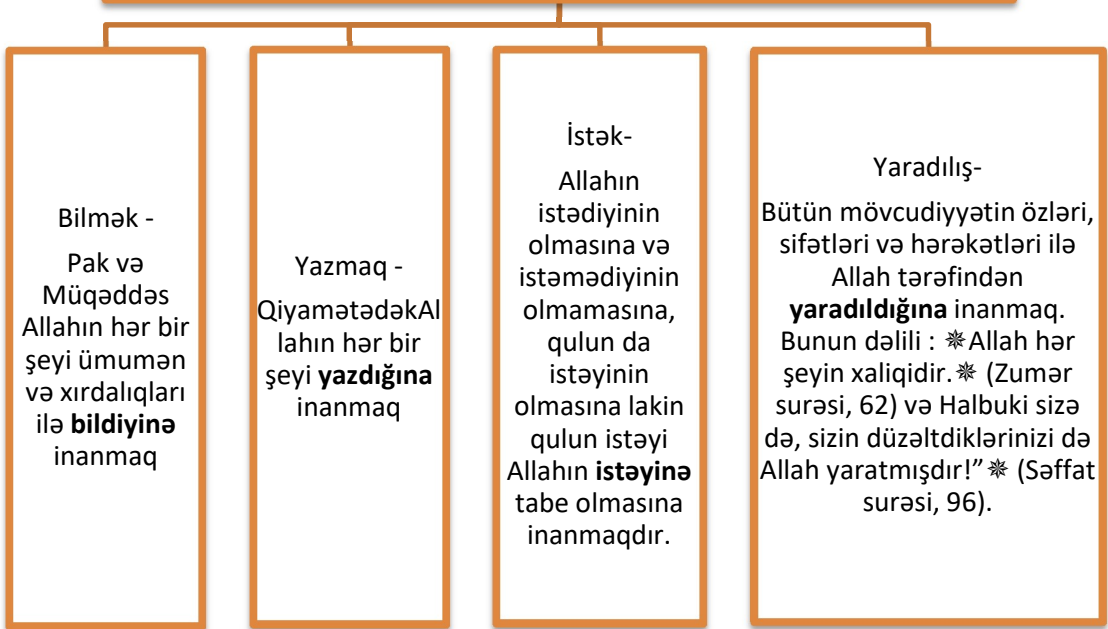 Bilmək -
Pak və
Müqəddəs
Allahın hər bir
şeyi ümumən
və xırdalıqları
ilə bildiyinə
inanmaq
Yazmaq -
QiyamətədəkAl
lahın hər bir
şeyi yazdığına
inanmaq
İstək-
Allahın
istədiyinin
olmasına və
istəmədiyinin
olmamasına,
qulun da
istəyinin
olmasına lakin
qulun istəyi
Allahın istəyinə
tabe olmasına
inanmaqdır.
Yaradılış-
Bütün mövcudiyyətin özləri,
sifətləri və hərəkətləri ilə
Allah tərəfindən
yaradıldığına inanmaq.
Bunun dəlili : ✵Allah hər
şeyin xaliqidir.✵ (Zumər
surəsi, 62) və Halbuki sizə
də, sizin düzəltdiklərinizi də
Allah yaratmışdır!”✵ (Səffat
surəsi, 96).